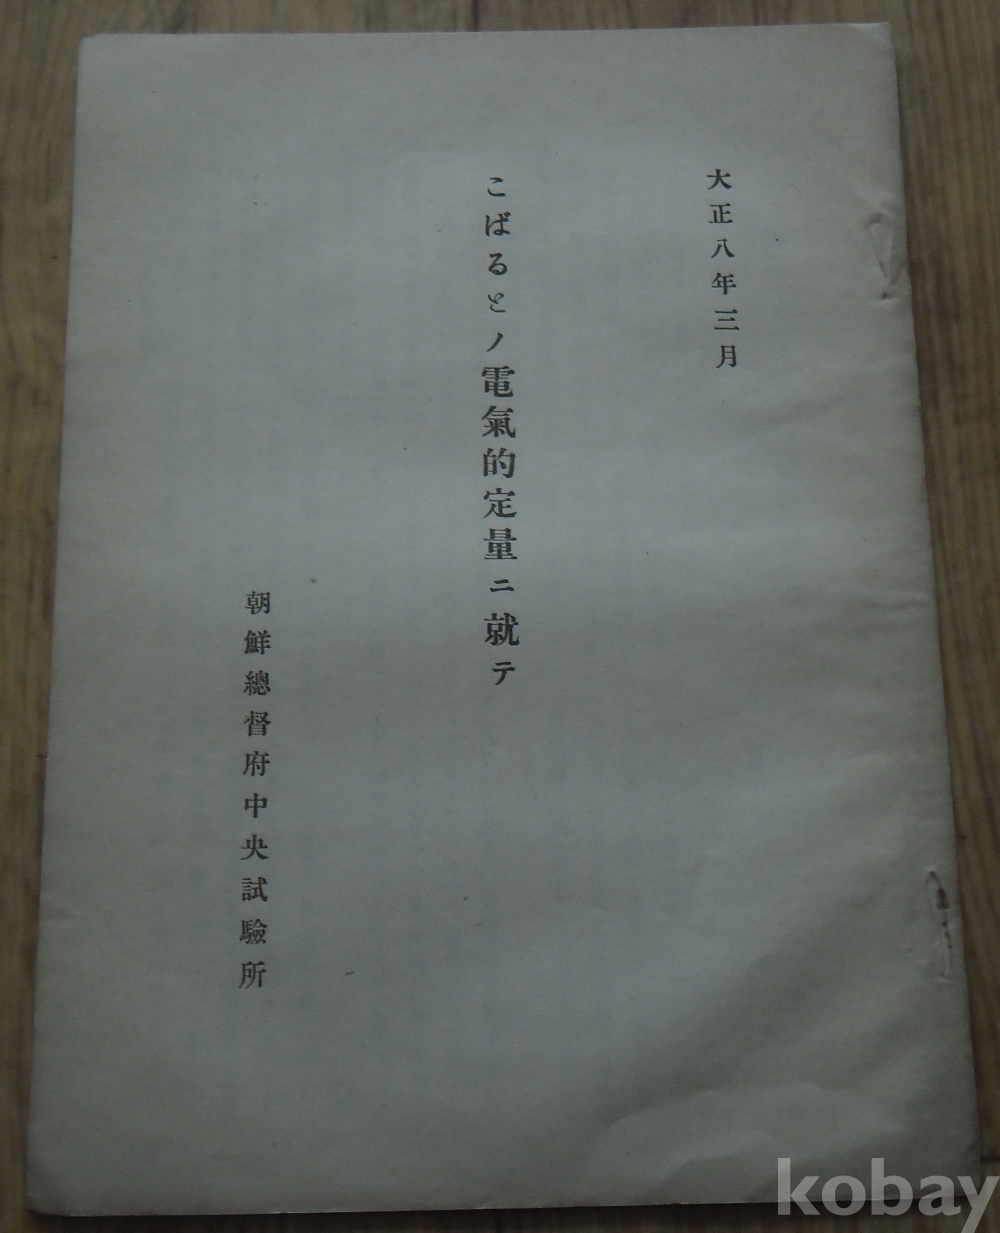 大正八年三月
こばるとノ電氣的定量ニ就テ
朝鮮總督府中央試驗所
kobay